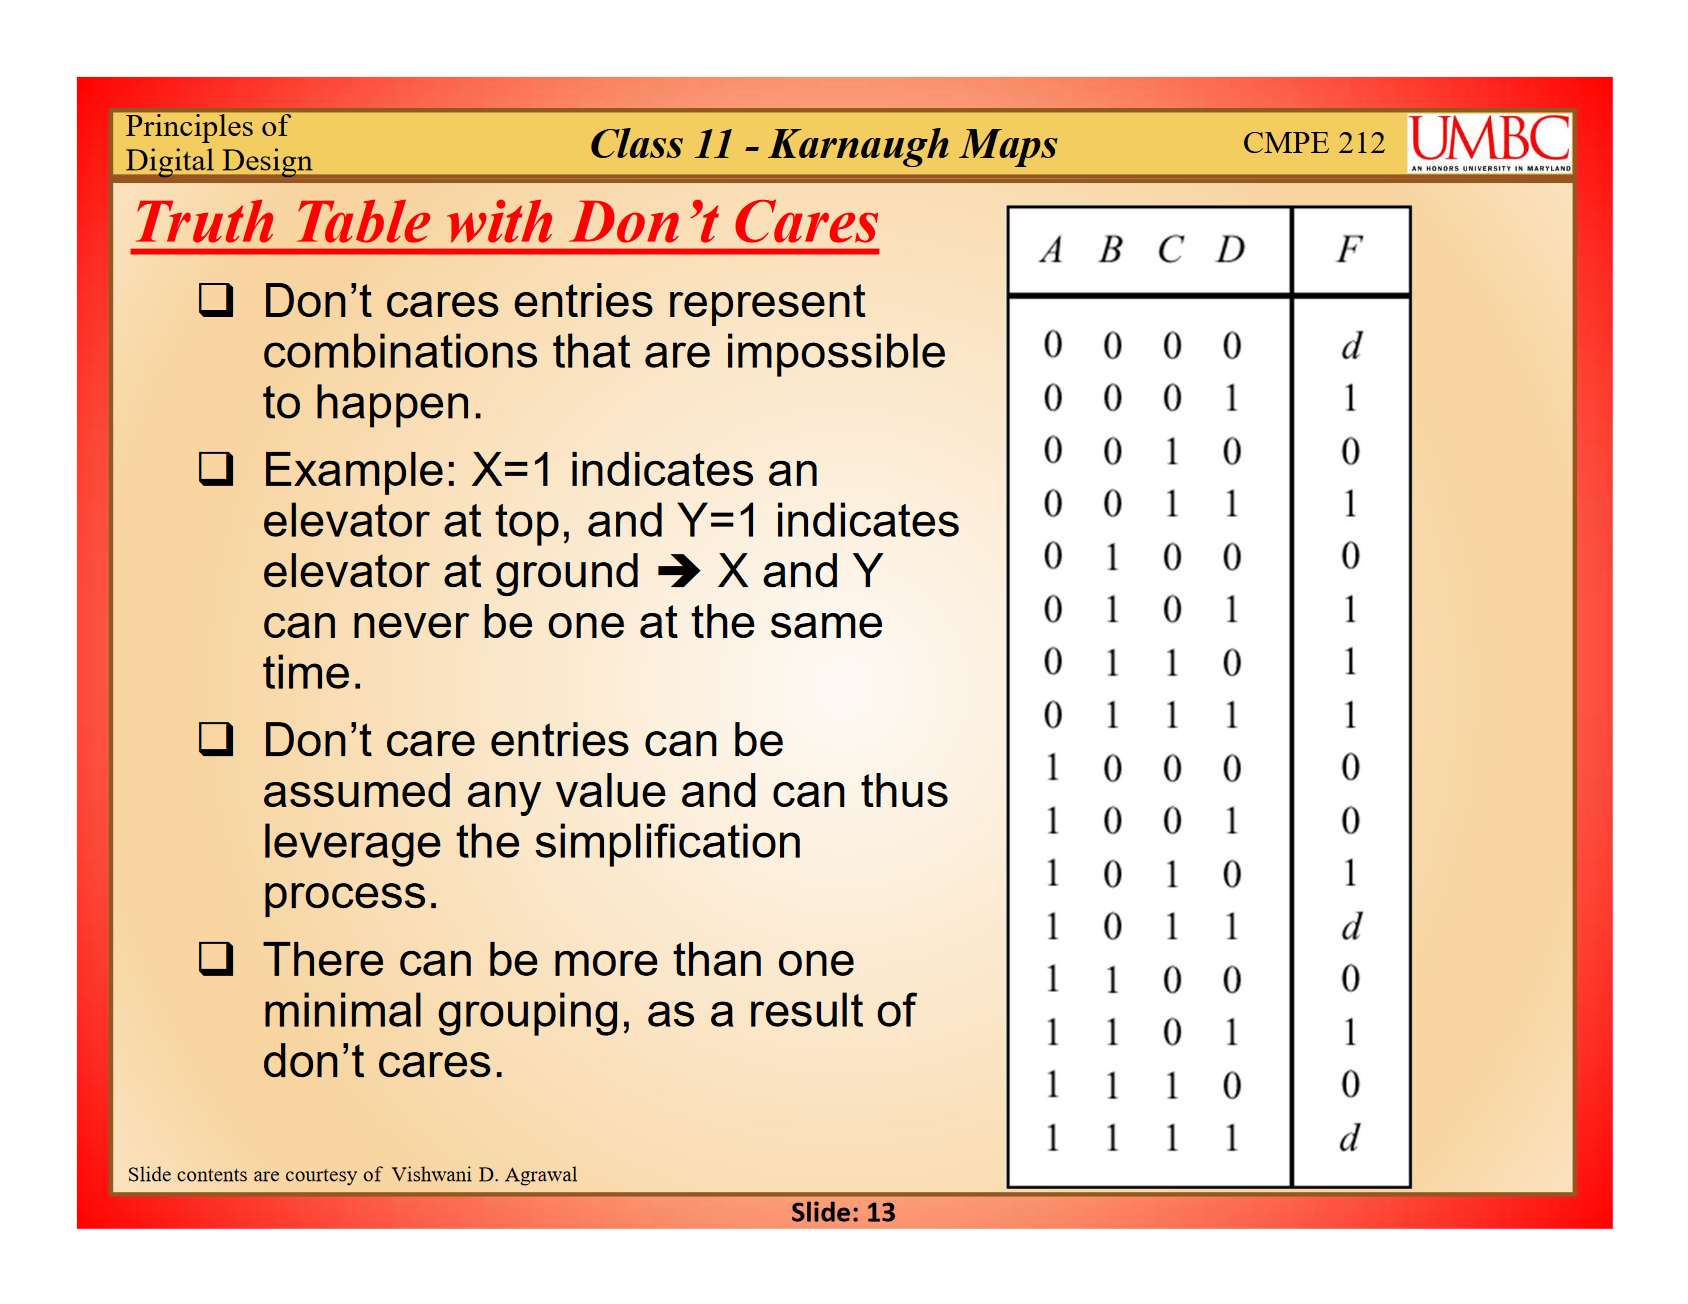 Principles of
Digital Design
Class 11 - Karnaugh Maps
CMPE 212
UMBC
AN HONORS UNIVERSITY IN MARYLAND
Truth Table with Don’t Cares
❑ Don’t cares entries represent
combinations that are impossible
to happen.
❑ Example: X=1 indicates an
elevator at top, and Y=1 indicates
elevator at ground ➔ X and Y
can never be one at the same
time.
❑ Don’t care entries can be
assumed any value and can thus
leverage the simplification
process.
❑ There can be more than one
minimal grouping, as a result of
don’t cares.
A B C D F
0 0 0 0 d
0 0 0 1 1
0 0 1 0 0
0 0 1 1 1
0 1 0 0 0
0 1 0 1 1
0 1 1 0 1
0 1 1 1 1
1 0 0 0 0
1 0 0 1 0
1 0 1 0 1
1 0 1 1 d
1 1 0 0 0
1 1 0 1 1
1 1 1 0 0
1 1 1 1 d
Slide contents are courtesy of Vishwani D. Agrawal
Slide: 13